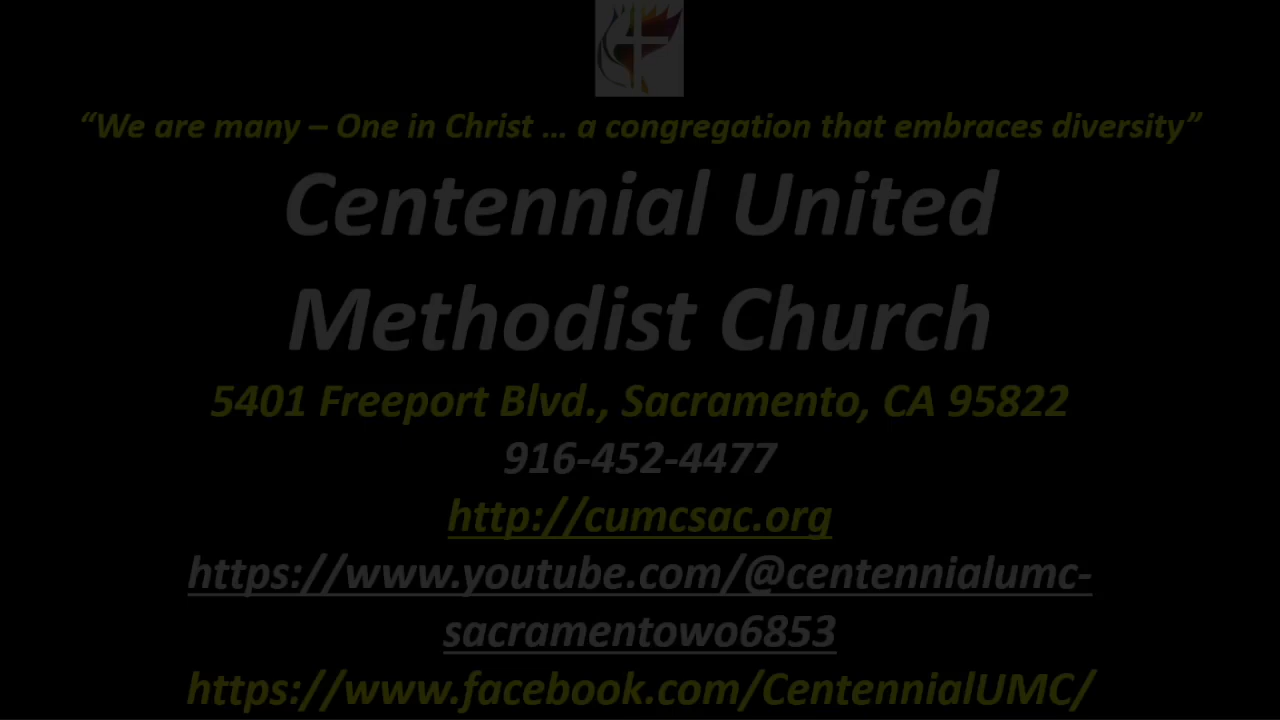 “We are many – One in Christ … a congregation that embraces diversity”
Centennial United
Methodist Church
5401 Freeport Blvd., Sacramento, CA 95822
916-452-4477
http://cumcsac.org
https://www.youtube.com/@centennialumc-
sacramentowo6853
https://www.facebook.com/CentennialUMC/